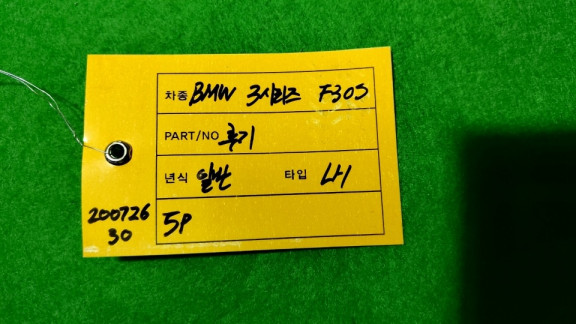 차종 BMW 3시리즈 F30S
PART/NO 후기
년식 일반 타입 LH
5P
200726
30